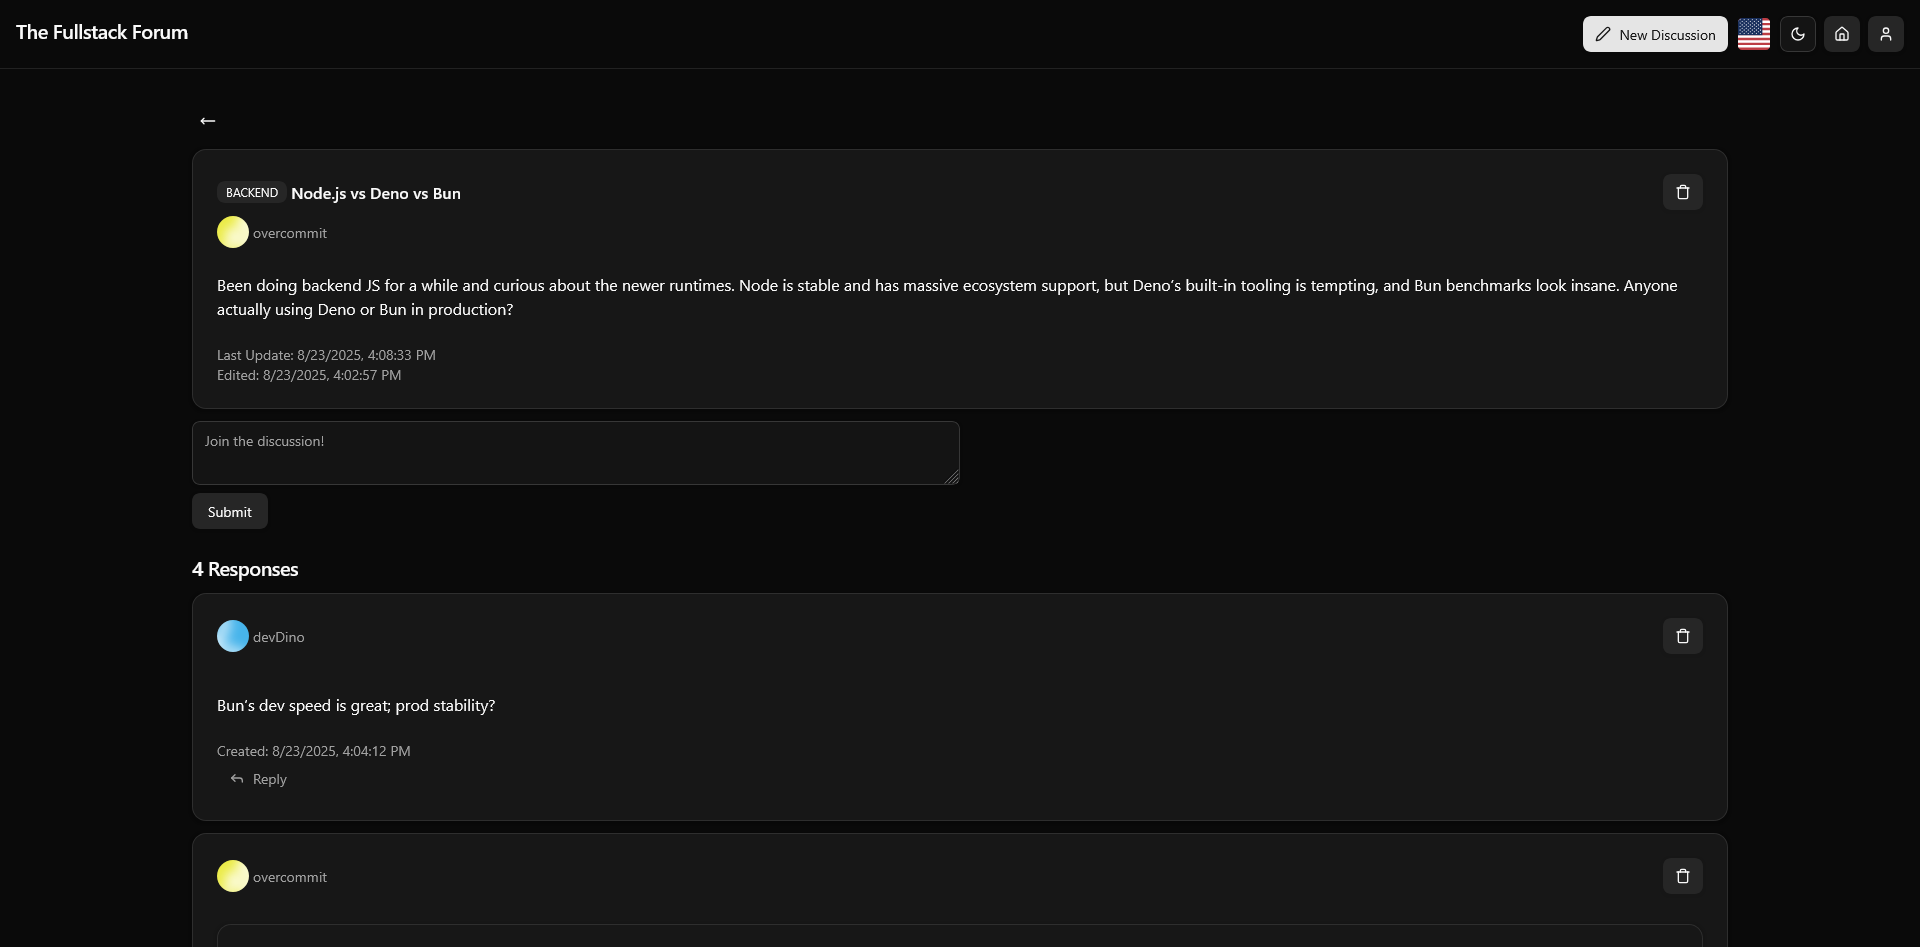 The Fullstack Forum
New Discussion
BACKEND Node.js vs Deno vs Bun
overcommit
Been doing backend JS for a while and curious about the newer runtimes. Node is stable and has massive ecosystem support, but Deno’s built-in tooling is tempting, and Bun benchmarks look insane. Anyone
actually using Deno or Bun in production?
Last Update: 8/23/2025, 4:08:33 PM
Edited: 8/23/2025, 4:02:57 PM
Join the discussion!
Submit
4 Responses
devDino
Bun’s dev speed is great; prod stability?
Created: 8/23/2025, 4:04:12 PM
Reply
overcommit